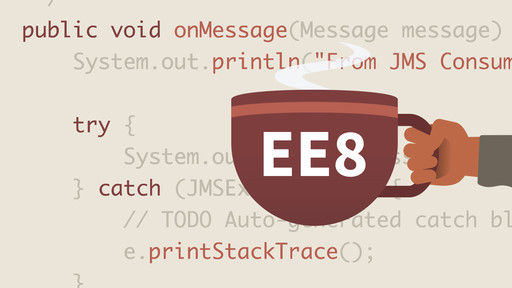 public void onMessage(Message message)
System.out.println("From JMS Consum
try {
System.ou
} catch (JMSEx {
// TODO Auto-generated catch bl
e.printStackTrace();
}
EE8